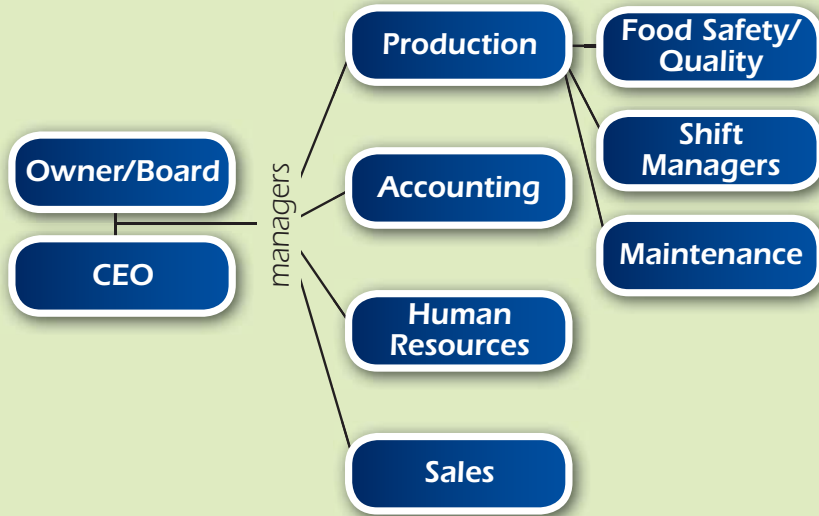 Owner/Board
CEO
managers
Production
Accounting
Human
Resources
Sales
Food Safety/
Quality
Shift
Managers
Maintenance